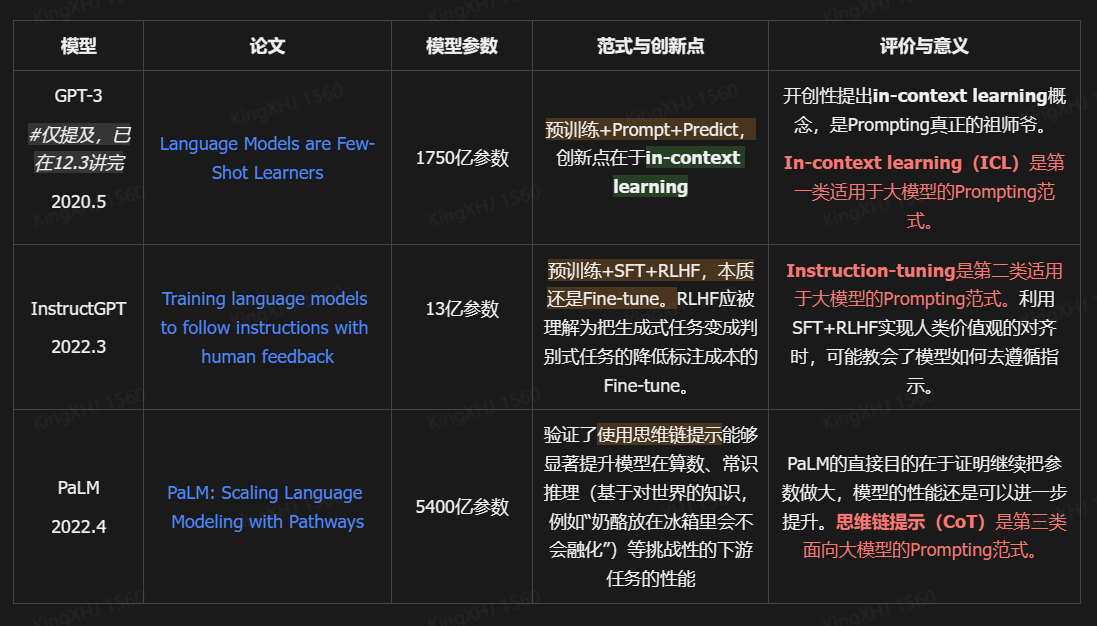 模型
论文
模型参数
范式与创新点
评价与意义
GPT-3
#仅提及，已
在12.3讲完
2020.5
Language Models are Few-
Shot Learners
1750亿参数
预训练+Prompt+Predict，
创新点在于in-context
learning
开创性提出in-context learning概
念，是Prompting真正的祖师爷。
In-context learning（ICL）是第
一类适用于大模型的Prompting范
式。
InstructGPT
2022.3
Training language models
to follow instructions with
human feedback
13亿参数
预训练+SFT+RLHF，本质
还是Fine-tune。RLHF应被
理解为把生成式任务变成判
别式任务的降低标注成本的
Fine-tune。
Instruction-tuning是第二类适用
于大模型的Prompting范式。利用
SFT+RLHF实现人类价值观的对齐
时，可能教会了模型如何去遵循指
示。
PaLM
2022.4
PaLM: Scaling Language
Modeling with Pathways
5400亿参数
验证了使用思维链提示能够
显著提升模型在算数、常识
推理（基于对世界的知识，
例如“奶酪放在冰箱里会不
会融化”）等挑战性的下游
任务的性能
PaLM的直接目的在于证明继续把参
数做大，模型的性能还是可以进一步
提升。思维链提示（CoT）是第三类
面向大模型的Prompting范式。
KingXHJ 1560